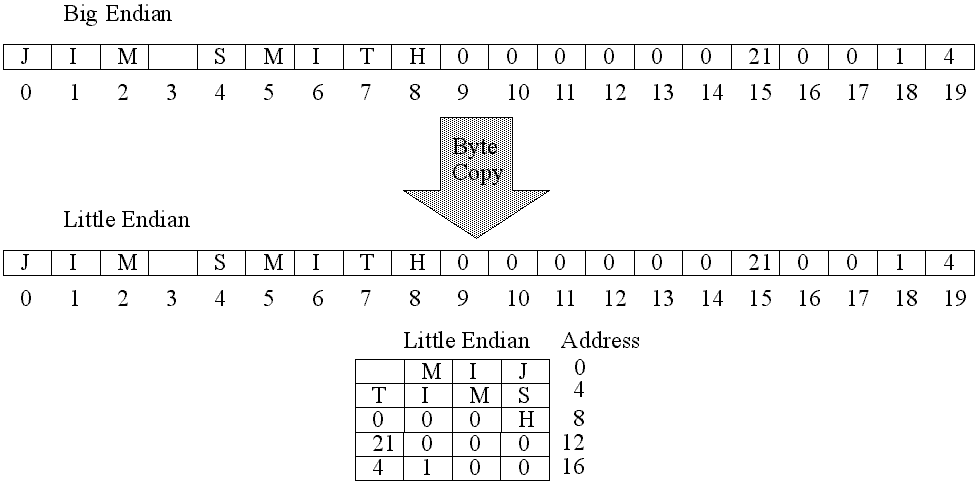 Big Endian
J I M S M I T H 0 0 0 0 0 0 21 0 0 1 4
0 1 2 3 4 5 6 7 8 9 10 11 12 13 14 15 16 17 18 19
Byte
Copy
Little Endian
J I M S M I T H 0 0 0 0 0 0 21 0 0 1 4
0 1 2 3 4 5 6 7 8 9 10 11 12 13 14 15 16 17 18 19
Little Endian Address
M I J 0
T I M S 4
0 0 0 H 8
21 0 0 0 12
4 1 0 0 16